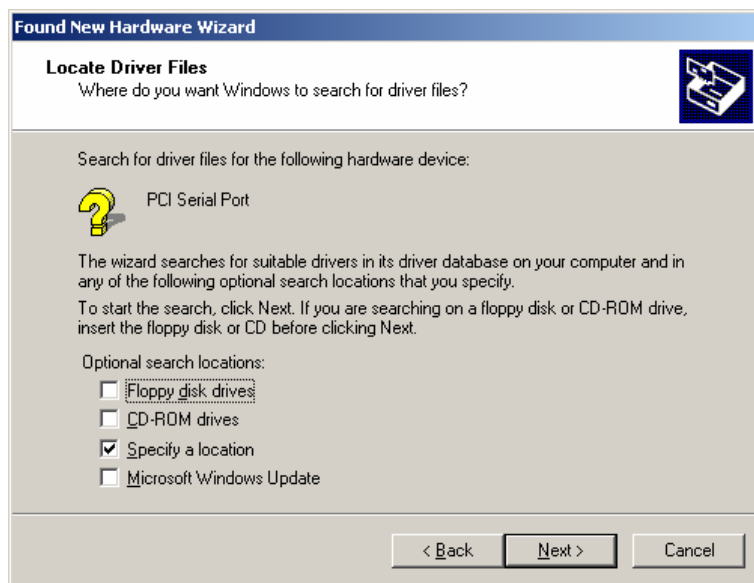 Found New Hardware Wizard
Locate Driver Files
Where do you want Windows to search for driver files?
Search for driver files for the following hardware device:
PCI Serial Port
The wizard searches for suitable drivers in its driver database on your computer and in
any of the following optional search locations that you specify.
To start the search, click Next. If you are searching on a floppy disk or CD-ROM drive,
insert the floppy disk or CD before clicking Next.
Optional search locations:
Floppy disk drives
CD-ROM drives
Specify a location
Microsoft Windows Update
< Back Next > Cancel